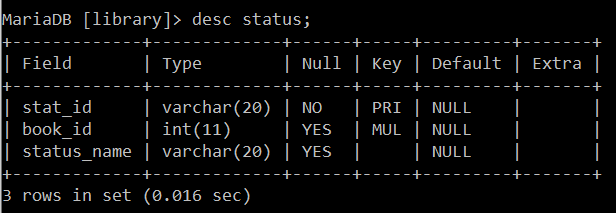 MariaDB [library]> desc status;
+-------------+-------------+------+-----+---------+-------+
| Field       | Type        | Null | Key | Default | Extra |
+-------------+-------------+------+-----+---------+-------+
| stat_id     | varchar(20) | NO   | PRI | NULL    |       |
| book_id     | int(11)     | YES  | MUL | NULL    |       |
| status_name | varchar(20) | YES  |     | NULL    |       |
+-------------+-------------+------+-----+---------+-------+
3 rows in set (0.016 sec)